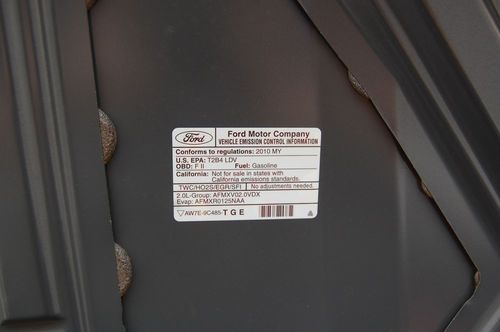 Ford
Ford Motor Company
VEHICLE EMISSION CONTROL INFORMATION
Conforms to regulations: 2010 MY
U.S. EPA: T2B4 LDV
OBD: F II Fuel: Gasoline
California: Not for sale in states with
California emissions standards.
TWC/HO2S/EGR/SFI No adjustments needed.
2.0L-Group: AFMXV02.0VDX
Evap: AFMXR0125NAA
AW7E-9C485-TGE